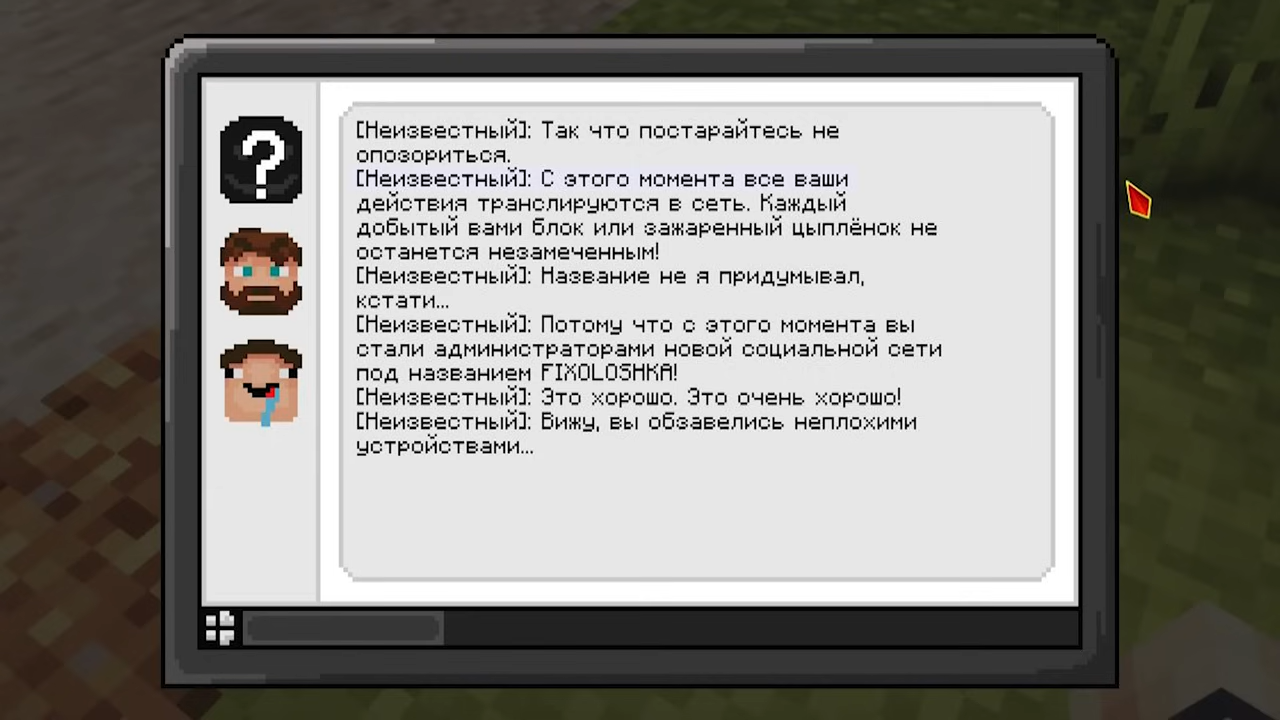 [Неизвестный]: Так что постарайтесь не
опозориться.
[Неизвестный]: С этого момента все ваши
действия транслируются в сеть. Каждый
добытый вами блок или зажаренный цыплёнок не
останется незамеченным!
[Неизвестный]: Название не я придумывал,
кстати...
[Неизвестный]: Потому что с этого момента вы
стали администраторами новой социальной сети
под названием FIXOLOSHKA!
[Неизвестный]: Это хорошо. Это очень хорошо!
[Неизвестный]: Вижу, вы обзавелись неплохими
устройствами...